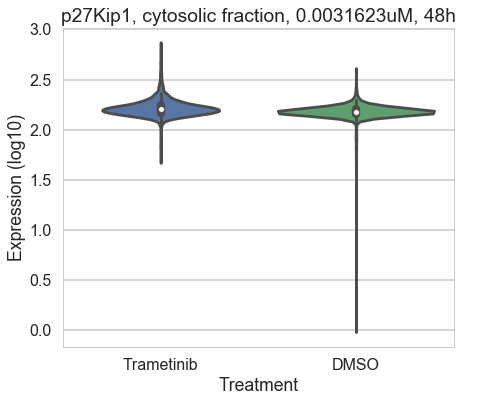 p27Kip1, cytosolic fraction, 0.0031623uM, 48h
3.0
2.5
2.0
1.5
1.0
0.5
0.0
Expression (log10)
Trametinib DMSO
Treatment